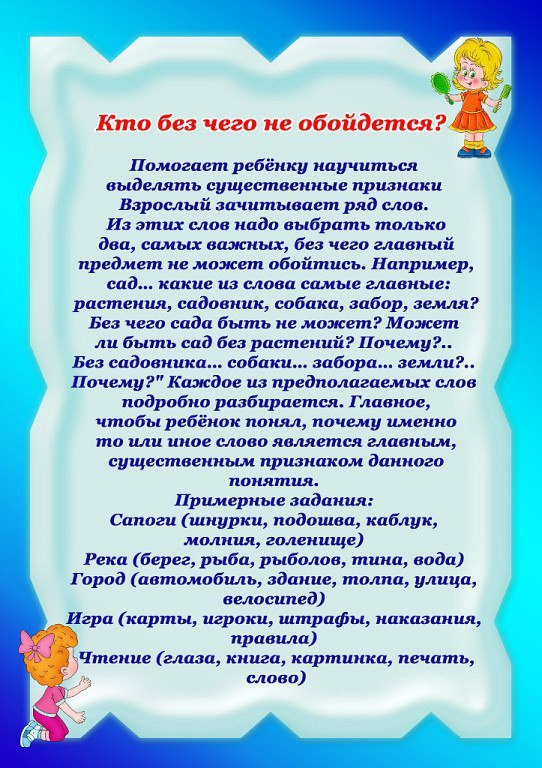 Кто без чего не обойдется?
Помогает ребёнку научиться
выделять существенные признаки
Взрослый зачитывает ряд слов.
Из этих слов надо выбрать только
два, самых важных, без чего главный
предмет не может обойтись. Например,
сад... какие из слова самые главные:
растения, садовник, собака, забор, земля?
Без чего сада быть не может? Может
ли быть сад без растений? Почему?..
Без садовника... собаки... забора... земли?..
Почему?" Каждое из предполагаемых слов
подробно разбирается. Главное,
чтобы ребёнок понял, почему именно
то или иное слово является главным,
существенным признаком данного
понятия.
Примерные задания:
Сапоги (шнурки, подошва, каблук,
молния, голенище)
Река (берег, рыба, рыболов, тина, вода)
Город (автомобиль, здание, толпа, улица,
велосипед)
Игра (карты, игроки, штрафы, наказания,
правила)
Чтение (глаза, книга, картинка, печать,
слово)